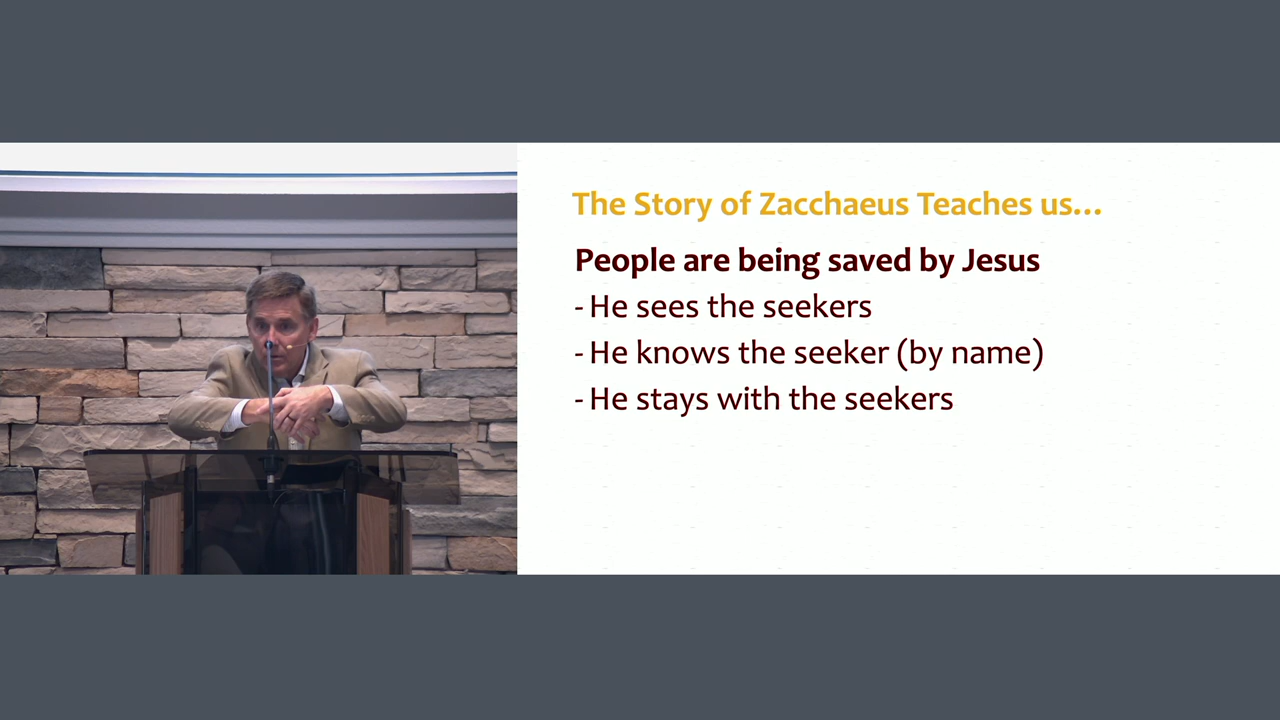 The Story of Zacchaeus Teaches us...
People are being saved by Jesus
- He sees the seekers
- He knows the seeker (by name)
- He stays with the seekers